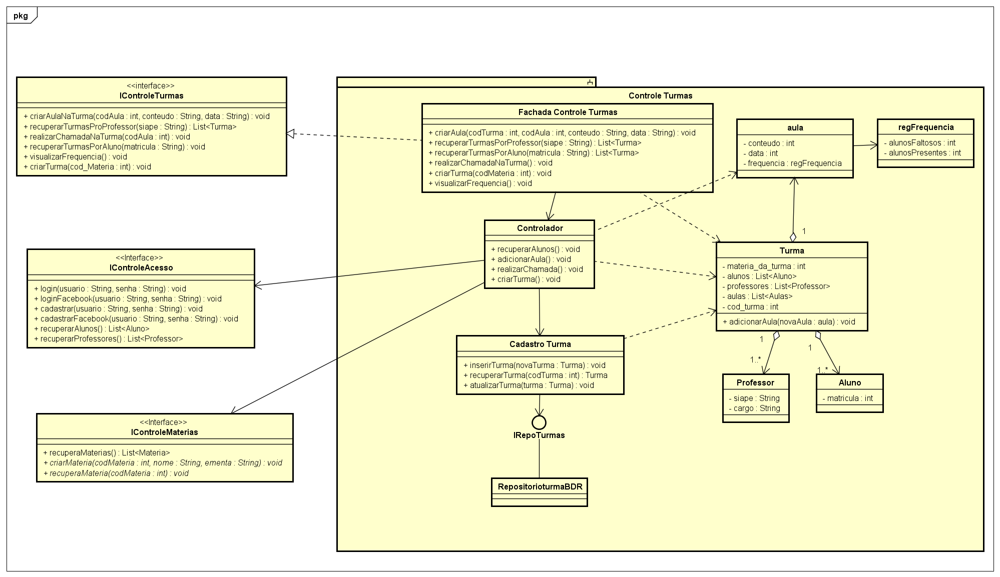 pkg
<<interface>>
IControleTurmas
+ criarAulaNaTurma(codAula : int, conteudo : String, data : String) : void
+ recuperarTurmasProProfessor(siape : String) : List<Turma>
+ realizarChamadaNaTurma(codAula : int) : void
+ recuperarTurmasPorAluno(matricula : String) : void
+ visualizarFrequencia() : void
+ criarTurma(cod_Materia : int) : void
<<Interface>>
IControleAcesso
+ login(usuario : String, senha : String) : void
+ loginFacebook(usuario : String, senha : String) : void
+ cadastrar(usuario : String, senha : String) : void
+ cadastrarFacebook(usuario : String, senha : String) : void
+ recuperarAlunos() : List<Aluno>
+ recuperarProfessores() : List<Professor>
<<Interface>>
IControleMaterias
+ recuperaMaterias() : List<Materia>
+ criarMateria(codMateria : int, nome : String, ementa : String) : void
+ recuperaMateria(codMateria : int) : void
Controle Turmas
Fachada Controle Turmas
+ criarAula(codTurma : int, codAula : int, conteudo : String, data : String) : void
+ recuperarTurmasPorProfessor(siape : String) : List<Turma>
+ recuperarTurmasPorAluno(matricula : String) : List<Turma>
+ realizarChamadaNaTurma() : void
+ criarTurma(codMateria : int) : void
+ visualizarFrequencia() : void
aula
- conteudo : int
- data : int
- frequencia : regFrequencia
regFrequencia
- alunosFaltosos : int
- alunosPresentes : int
Controlador
+ recuperarAlunos() : void
+ adicionarAula() : void
+ realizarChamada() : void
+ criarTurma() : void
1
Turma
- materia_da_turma : int
- alunos : List<Aluno>
- professores : List<Professor>
- aulas : List<Aulas>
- cod_turma : int
+ adicionarAula(novaAula : aula) : void
1
1
1..*
1..*
Cadastro Turma
+ inserirTurma(novaTurma : Turma) : void
+ recuperarTurma(codTurma : int) : Turma
+ atualizarTurma(turma : Turma) : void
Professor
- siape : String
- cargo : String
Aluno
- matricula : int
IRepoTurmas
RepositorioturmaBDR